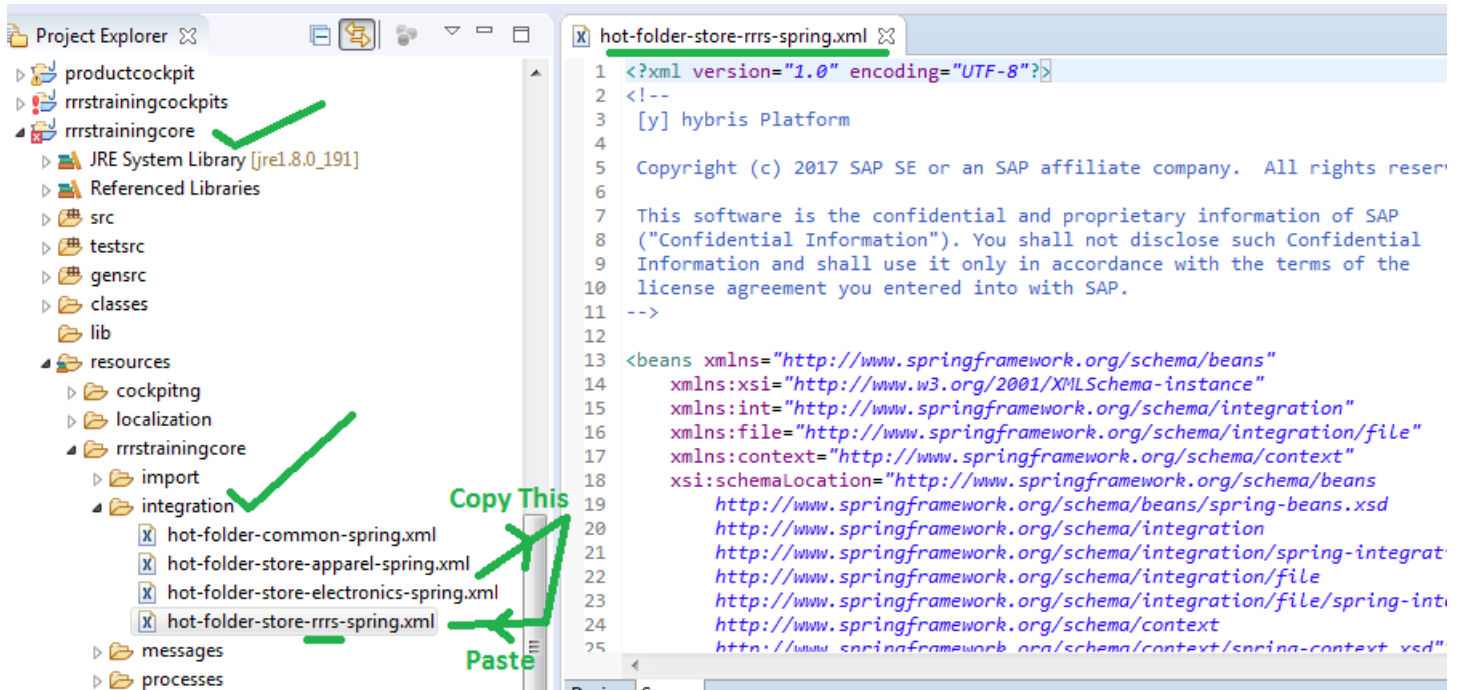 Project Explorer
productcockpit
rrrstrainingcockpits
rrrstrainingcore
JRE System Library [jre1.8.0_191]
Referenced Libraries
src
testsrc
gensrc
classes
lib
resources
cockpitng
localization
rrrstrainingcore
import
integration
hot-folder-common-spring.xml
hot-folder-store-apparel-spring.xml
hot-folder-store-electronics-spring.xml
hot-folder-store-rrrs-spring.xml
messages
processes
Copy This
Paste
hot-folder-store-rrrs-spring.xml
1 <?xml version="1.0" encoding="UTF-8"?>
2 <!--
3 [y] hybris Platform
4
5 Copyright (c) 2017 SAP SE or an SAP affiliate company.  All rights reser
6
7 This software is the confidential and proprietary information of SAP
8 ("Confidential Information"). You shall not disclose such Confidential
9 Information and shall use it only in accordance with the terms of the
10 license agreement you entered into with SAP.
11 -->
12
13 <beans xmlns="http://www.springframework.org/schema/beans"
14 xmlns:xsi="http://www.w3.org/2001/XMLSchema-instance"
15 xmlns:int="http://www.springframework.org/schema/integration"
16 xmlns:file="http://www.springframework.org/schema/integration/file"
17 xmlns:context="http://www.springframework.org/schema/context"
18 xsi:schemaLocation="http://www.springframework.org/schema/beans
19 http://www.springframework.org/schema/beans/spring-beans.xsd
20 http://www.springframework.org/schema/integration
21 http://www.springframework.org/schema/integration/spring-integrat
22 http://www.springframework.org/schema/integration/file
23 http://www.springframework.org/schema/integration/file/spring-int
24 http://www.springframework.org/schema/context
25 http://www.springframework.org/schema/context/spring-context.xsd"